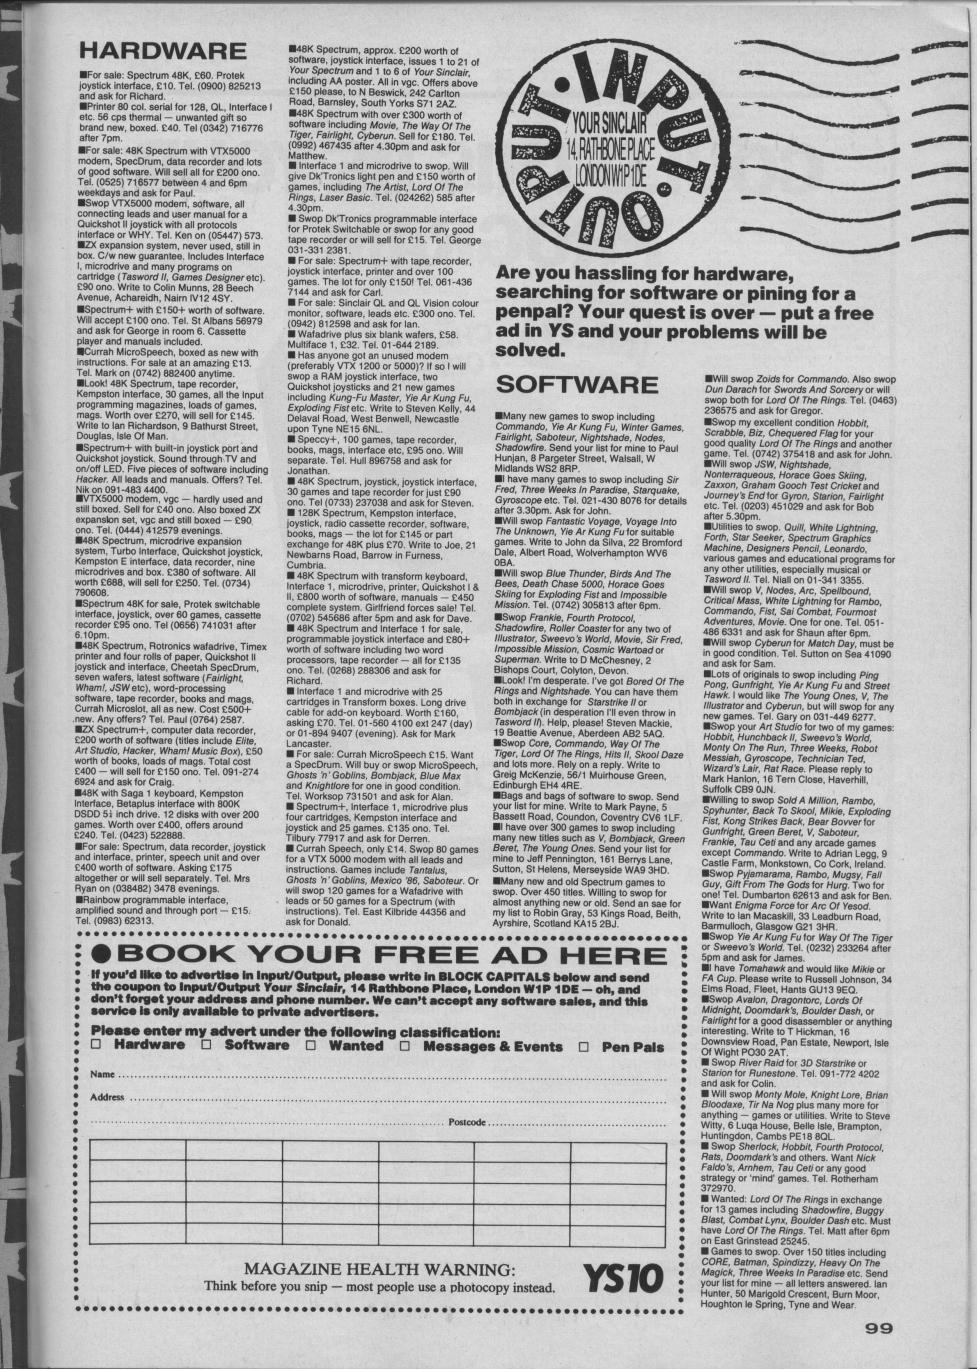 HARDWARE
■For sale: Spectrum 48K, £60. Protek
joystick interface, £10. Tel. (0900) 825213
and ask for Richard.
■Printer 80 col. serial for 128, QL, Interface I
etc. 56 cps thermal — unwanted gift so
brand new, boxed. £40. Tel (0342) 716776
after 7pm.
■For sale: 48K Spectrum with VTX5000
modem, SpecDrum, data recorder and lots
of good software. Will sell all for £200 ono.
Tel. (0525) 716577 between 4 and 6pm
weekdays and ask for Paul.
■Swop VTX5000 modem, software, all
connecting leads and user manual for a
Quickshot II joystick with all protocols
interface or WHY. Tel. Ken on (05447) 573.
■ZX expansion system, never used, still in
box. C/w new guarantee. Includes Interface
I, microdrive and many programs on
cartridge (Tasword II, Games Designer etc).
£90 ono. Write to Colin Munns, 28 Beech
Avenue, Achareidh, Nairn IV12 4SY.
■Spectrum+ with £150+ worth of software.
Will accept £100 ono. Tel. St Albans 56979
and ask for George in room 6. Cassette
player and manuals included.
■Currah MicroSpeech, boxed as new with
instructions. For sale at an amazing £13.
Tel. Mark on (0742) 882400 anytime.
■Look! 48K Spectrum, tape recorder,
Kempston interface, 30 games, all the Input
programming magazines, loads of games,
mags. Worth over £270, will sell for £145.
Write to Ian Richardson, 9 Bathurst Street,
Douglas, Isle Of Man.
■Spectrum+ with built-in joystick port and
Quickshot joystick. Sound through TV and
on/off LED. Five pieces of software including
Hacker. All leads and manuals. Offers? Tel.
Nik on 091-483 4400.
■VTX5000 modem, vgc — hardly used and
still boxed. Sell for £40 ono. Also boxed ZX
expansion set, vgc and still boxed — £90
ono. Tel. (0444) 412579 evenings.
■48K Spectrum, microdrive expansion
system, Turbo Interface, Quickshot joystick,
Kempston E interface, data recorder, nine
microdrives and box. £380 of software. All
worth £688, will sell for £250. Tel. (0734)
790608.
■Spectrum 48K for sale, Protek switchable
interface, joystick, over 60 games, cassette
recorder £95 ono. Tel (0656) 741031 after
6.10pm.
■48K Spectrum, Rotronics wafadrive, Timex
printer and four rolls of paper, Quickshot II
joystick and interface, Cheetah SpecDrum,
seven wafers, latest software (Fairlight,
Wham!, JSW etc), word-processing
software, tape recorder, books and mags,
Currah Microslot, all as new. Cost £500+
new. Any offers? Tel. Paul (0764) 2587.
■ZX Spectrum+, computer data recorder,
£200 worth of software (titles include Elite,
Art Studio, Hacker, Wham! Music Box), £50
worth of books, loads of mags. Total cost
£400 — will sell for £150 ono. Tel. 091-274
6924 and ask for Craig.
■48K with Saga 1 keyboard, Kempston
Interface, Betaplus interface with 800K
DSDD 5¼ inch drive. 12 disks with over 200
games. Worth over £400, offers around
£240. Tel. (0423) 522888.
■For sale: Spectrum, data recorder, joystick
and interface, printer, speech unit and over
£400 worth of software. Asking £175
altogether or will sell separate. Tel. Mrs
Ryan on (038482) 3478 evenings.
■Rainbow programmable interface,
amplified sound and through port — £15.
Tel. (0983) 62313.
■48K Spectrum, approx. £200 worth of
software, joystick interface, issues 1 to 21 of
Your Spectrum and 1 to 6 of Your Sinclair,
including AA poster. All in vgc. Offers above
£150 please, to N Beswick, 242 Carlton
Road, Barnsley, South Yorks S71 2AZ.
■48K Spectrum with over £300 worth of
software including Movie, The Way Of The
Tiger, Fairlight, Cyberun. Sell for £180. Tel.
(0992) 467435 after 4.30pm and ask for
Matthew.
■ Interface 1 and microdrive to swop. Will
give Dk'Tronics light pen and £150 worth of
games, including The Artist, Lord Of The
Rings, Laser Basic. Tel. (024262) 585 after
4.30pm.
■ Swop Dk'Tronics programmable interface
for Protek Switchable or swop for any good
tape recorder or will sell for £15. Tel. George
031-331 2381.
■ For sale: Spectrum+ with tape recorder,
joystick interface, printer and over 100
games. The lot for only £150! Tel. 061-436
7144 and ask for Carl.
■ For sale: Sinclair QL and QL Vision colour
monitor, software, leads etc. £300 ono. Tel.
(0942) 812598 and ask for Ian.
■ Wafadrive plus six blank wafers, £58.
Multiface 1, £32. Tel. 01-644 2189.
■ Has anyone got an unused modem
(preferably VTX 1200 or 5000)? If so I will
swop a RAM joystick interface, two
Quickshot joysticks and 21 new games
including Kung-Fu Master, Yie Ar Kung Fu,
Exploding Fist etc. Write to Steven Kelly, 44
Delaval Road, West Benwell, Newcastle
upon Tyne NE15 6NL.
■ Speccy+, 100 games, tape recorder,
books, mags, interface etc, £95 ono. Will
separate. Tel. Hull 896758 and ask for
Jonathan.
■ 48K Spectrum, joystick, joystick interface,
30 games and tape recorder for just £90
ono. Tel (0733) 237038 and ask for Steven.
■ 128K Spectrum, Kempston interface,
joystick, radio cassette recorder, software,
books, mags — the lot for £145 or part
exchange for 48K plus £70. Write to Joe, 21
Newbarns Road, Barrow in Furness,
Cumbria.
■ 48K Spectrum with transform keyboard,
Interface 1, microdrive, printer, Quickshot I &
II, £800 worth of software, manuals — £450
complete system. Girlfriend forces sale! Tel.
(0702) 545686 after 5pm and ask for Dave.
■ 48K Spectrum and Interface 1 for sale,
programmable joystick interface and £80+
worth of software including two word
processors, tape recorder — all for £135
ono. Tel. (0268) 288306 and ask for
Richard.
■ Interface 1 and microdrive with 25
cartridges in Transform boxes. Long drive
cable for add-on keyboard. Worth £160,
asking £70. Tel. 01-560 4100 ext 247 (day)
or 01-894 9407 (evening). Ask for Mark
Lancaster.
■ For sale: Currah MicroSpeech £15. Want
a SpecDrum. Will buy or swop MicroSpeech,
Ghosts 'n' Goblins, Bombjack, Blue Max
and Knightlore for one in good condition.
Tel. Worksop 731501 and ask for Alan.
■ Spectrum+, Interface 1, microdrive plus
four cartridges, Kempston interface and
joystick and 25 games. £135 ono. Tel.
Tilbury 77917 and ask for Derren.
■ Currah Speech, only £14. Swop 80 games
for a VTX 5000 modem with all leads and
instructions. Games include Tantalus,
Ghosts 'n' Goblins, Mexico '86, Saboteur. Or
will swop 120 games for a Wafadrive with
leads or 50 games for a Spectrum (with
instructions). Tel. East Kilbride 44356 and
ask for Donald.
INPUT·OUTPUT·
YOUR SINCLAIR
14, RATHBONE PLACE
LONDON W1P 1DE
Are you hassling for hardware,
searching for software or pining for a
penpal? Your quest is over — put a free
ad in YS and your problems will be
solved.
SOFTWARE
■Many new games to swop including
Commando, Yie Ar Kung Fu, Winter Games,
Fairlight, Saboteur, Nightshade, Nodes,
Shadowfire. Send your list for mine to Paul
Hunjan, 8 Pargeter Street, Walsall, W
Midlands WS2 8RP.
■I have many games to swop including Sir
Fred, Three Weeks In Paradise, Starquake,
Gyroscope etc. Tel. 021-430 8076 for details
after 3.30pm. Ask for John.
■Will swop Fantastic Voyage, Voyage Into
The Unknown, Yie Ar Kung Fu for suitable
games. Write to John da Silva, 22 Bromford
Dale, Albert Road, Wolverhampton WV6
0BA.
■Will swop Blue Thunder, Birds And The
Bees, Death Chase 5000, Horace Goes
Skiing for Exploding Fist and Impossible
Mission. Tel. (0742) 305813 after 6pm.
■Swop Frankie, Fourth Protocol,
Shadowfire, Roller Coaster for any two of
Illustrator, Sweevo's World, Movie, Sir Fred,
Impossible Mission, Cosmic Wartoad or
Superman. Write to D McChesney, 2
Bishops Court, Colyton, Devon.
■Look! I'm desperate. I've got Bored Of The
Rings and Nightshade. You can have them
both in exchange for Starstrike II or
Bombjack (in desperation I'll even throw in
Tasword II). Help, please! Steven Mackie,
19 Beattie Avenue, Aberdeen AB2 5AQ.
■Swop Core, Commando, Way Of The
Tiger, Lord Of The Rings, Hits II, Skool Daze
and lots more. Rely on a reply. Write to
Greig McKenzie, 56/1 Muirhouse Green,
Edinburgh EH4 4RE.
■Bags and bags of software to swop. Send
your list for mine. Write to Mark Payne, 5
Bassett Road, Coundon, Coventry CV6 1LF.
■I have over 300 games to swop including
many new titles such as V, Bombjack, Green
Beret, The Young Ones. Send your list for
mine to Jeff Pennington, 161 Berrys Lane,
Sutton, St Helens, Merseyside WA9 3HD.
■Many new and old Spectrum games to
swop. Over 450 titles. Willing to swop for
almost anything new or old. Send an sae for
my list to Robin Gray, 53 Kings Road, Beith,
Ayrshire, Scotland KA15 2BJ.
■Will swop Zoids for Commando. Also swop
Dun Darach for Swords And Sorcery or will
swop both for Lord Of The Rings. Tel. (0463)
236575 and ask for Gregor.
■Swop my excellent condition Hobbit,
Scrabble, Biz, Chequered Flag for your
good quality Lord Of The Rings and another
game. Tel. (0742) 375418 and ask for John.
■Will swop JSW, Nightshade,
Nonterraqueous, Horace Goes Skiing,
Zaxxon, Graham Gooch Test Cricket and
Journey's End for Gyron, Starion, Fairlight
etc. Tel. (0203) 451029 and ask for Bob
after 5.30pm.
■Utilities to swop. Quill, White Lightning,
Forth, Star Seeker, Spectrum Graphics
Machine, Designers Pencil, Leonardo,
various games and educational programs for
any other utilities, especially musical or
Tasword II. Tel. Niall on 01-341 3355.
■Will swop V, Nodes, Arc, Spellbound,
Critical Mass, White Lightning for Rambo,
Commando, Fist, Sai Combat, Fourmost
Adventures, Movie. One for one. Tel. 051-
486 6331 and ask for Shaun after 6pm.
■Will swop Cyberun for Match Day, must be
in good condition. Tel. Sutton on Sea 41090
and ask for Sam.
■Lots of originals to swop including Ping
Pong, Gunfright, Yie Ar Kung Fu and Street
Hawk. I would like The Young Ones, V, The
Illustrator and Cyberun, but will swop for any
new games. Tel. Gary on 031-449 6277.
■Swop your Art Studio for two of my games:
Hobbit, Hunchback II, Sweevo's World,
Monty On The Run, Three Weeks, Robot
Messiah, Gyroscope, Technician Ted,
Wizard's Lair, Rat Race. Please reply to
Mark Hanlon, 16 Tern Close, Haverhill,
Suffolk CB9 0JN.
■Willing to swop Sold A Million, Rambo,
Spyhunter, Back To Skool, Mikie, Exploding
Fist, Kong Strikes Back, Bear Bovver for
Gunfright, Green Beret, V, Saboteur,
Frankie, Tau Ceti and any arcade games
except Commando. Write to Adrian Legg, 9
Castle Farm, Monkstown, Co Cork, Ireland.
■Swop Pyjamarama, Rambo, Mugsy, Fall
Guy, Gift From The Gods for Hurg. Two for
one! Tel. Dumbarton 62613 and ask for Ben.
■Want Enigma Force for Arc Of Yesod.
Write to Ian Macaskill, 33 Leadburn Road,
Barmulloch, Glasgow G21 3HR.
■Swop Yie Ar Kung Fu for Way Of The Tiger
or Sweevo's World. Tel. (0232) 233264 after
5pm and ask for James.
■I have Tomahawk and would like Mikie or
FA Cup. Please write to Russell Johnson, 34
Elms Road, Fleet, Hants GU13 9EQ.
■Swop Avalon, Dragontorc, Lords Of
Midnight, Doomdark's, Boulder Dash, or
Fairlight for a good disassembler or anything
interesting. Write to T Hickman, 16
Downsview Road, Pan Estate, Newport, Isle
Of Wight PO30 2AT.
■ Swop River Raid for 3D Starstrike or
Starion for Runestone. Tel. 091-772 4202
and ask for Colin.
■ Will swop Monty Mole, Knight Lore, Brian
Bloodaxe, Tir Na Nog plus many more for
anything — games or utilities. Write to Steve
Witty, 6 Luqa House, Belle Isle, Brampton,
Huntingdon, Cambs PE18 8QL.
■ Swop Sherlock, Hobbit, Fourth Protocol,
Rats, Doomdark's and others. Want Nick
Faldo's, Arnhem, Tau Ceti or any good
strategy or 'mind' games. Tel. Rotherham
372970.
■ Wanted: Lord Of The Rings in exchange
for 13 games including Shadowfire, Buggy
Blast, Combat Lynx, Boulder Dash etc. Must
have Lord Of The Rings. Tel. Matt after 6pm
on East Grinstead 25245.
■ Games to swop. Over 150 titles including
CORE, Batman, Spindizzy, Heavy On The
Magick, Three Weeks In Paradise etc. Send
your list for mine — all letters answered. Ian
Hunter, 50 Marigold Crescent, Burn Moor,
Houghton le Spring, Tyne and Wear.
●BOOK YOUR FREE AD HERE
If you'd like to advertise in Input/Output, please write in BLOCK CAPITALS below and send
the coupon to Input/Output Your Sinclair, 14 Rathbone Place, London W1P 1DE — oh, and
don't forget your address and phone number. We can't accept any software sales, and this
service is only available to private advertisers.
Please enter my advert under the following classification:
□ Hardware □ Software □ Wanted □ Messages & Events □ Pen Pals
Name
Address
Postcode
MAGAZINE HEALTH WARNING:
Think before you snip — most people use a photocopy instead.
YS10
99